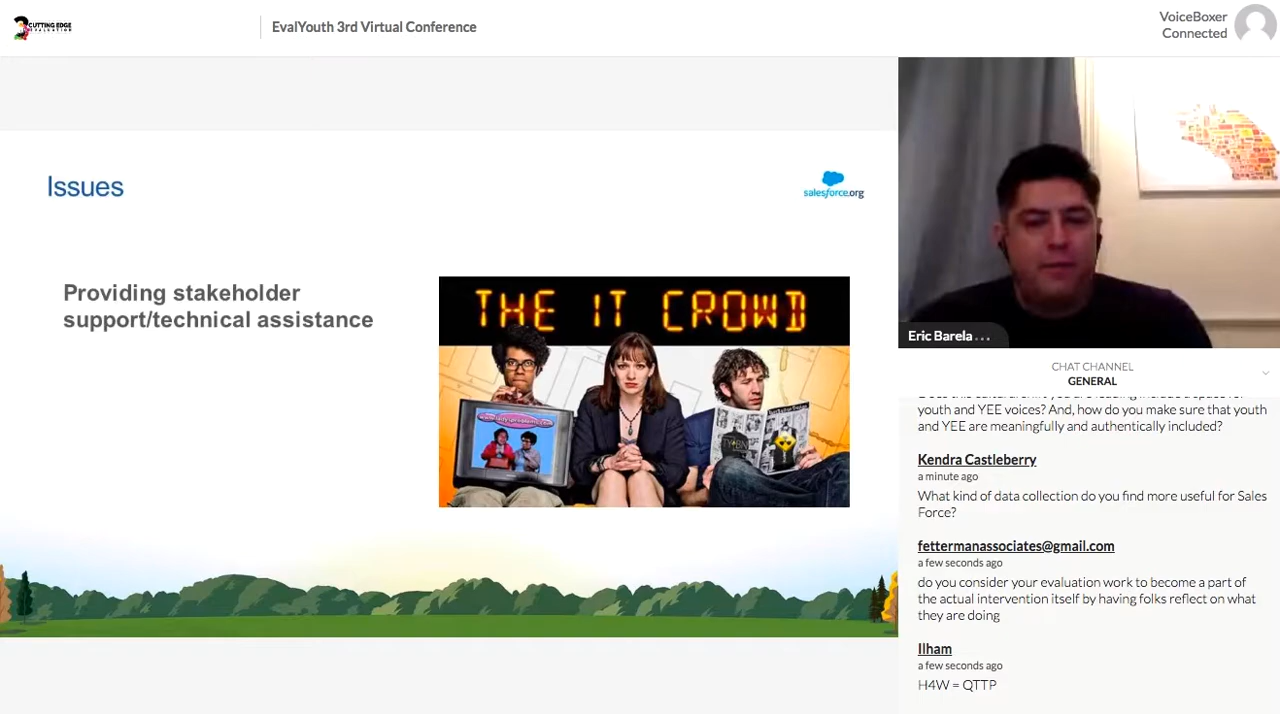 CUTTING EDGE
EvalYouth 3rd Virtual Conference
VoiceBoxer
Connected
Issues
salesforce.org
Providing stakeholder
support/technical assistance
THE IT CROWD
Eric Barela ...
CHAT CHANNEL
GENERAL
youth and YEE voices? And, how do you make sure that youth
and YEE are meaningfully and authentically included?
Kendra Castleberry
a minute ago
What kind of data collection do you find more useful for Sales
Force?
fettermanassociates@gmail.com
a few seconds ago
do you consider your evaluation work to become a part of
the actual intervention itself by having folks reflect on what
they are doing
Ilham
a few seconds ago
H4W = QTTP